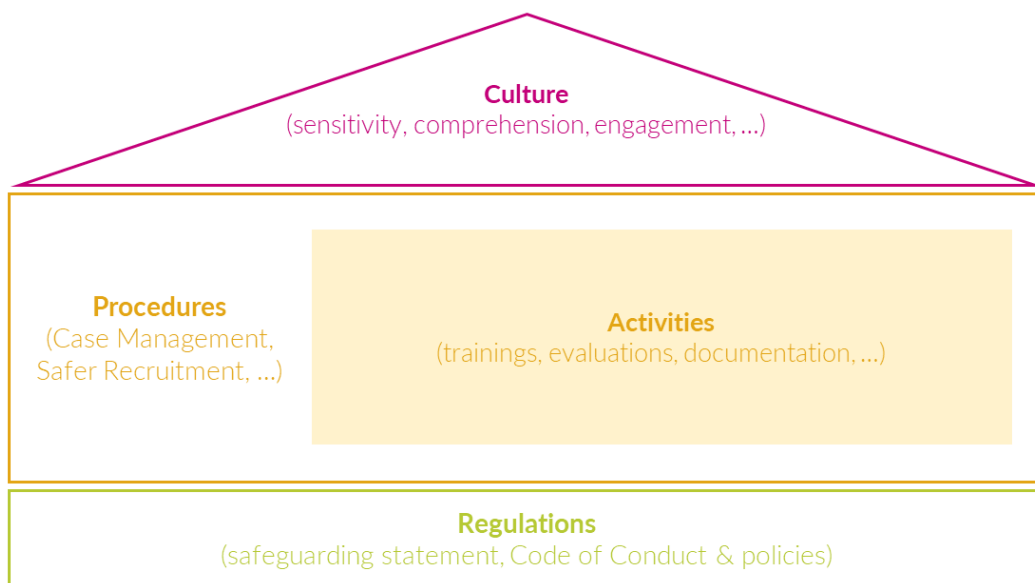 Culture
(sensitivity, comprehension, engagement, ...)
Procedures
(Case Management,
Safer Recruitment, ...)
Activities
(trainings, evaluations, documentation, ...)
Regulations
(safeguarding statement, Code of Conduct & policies)